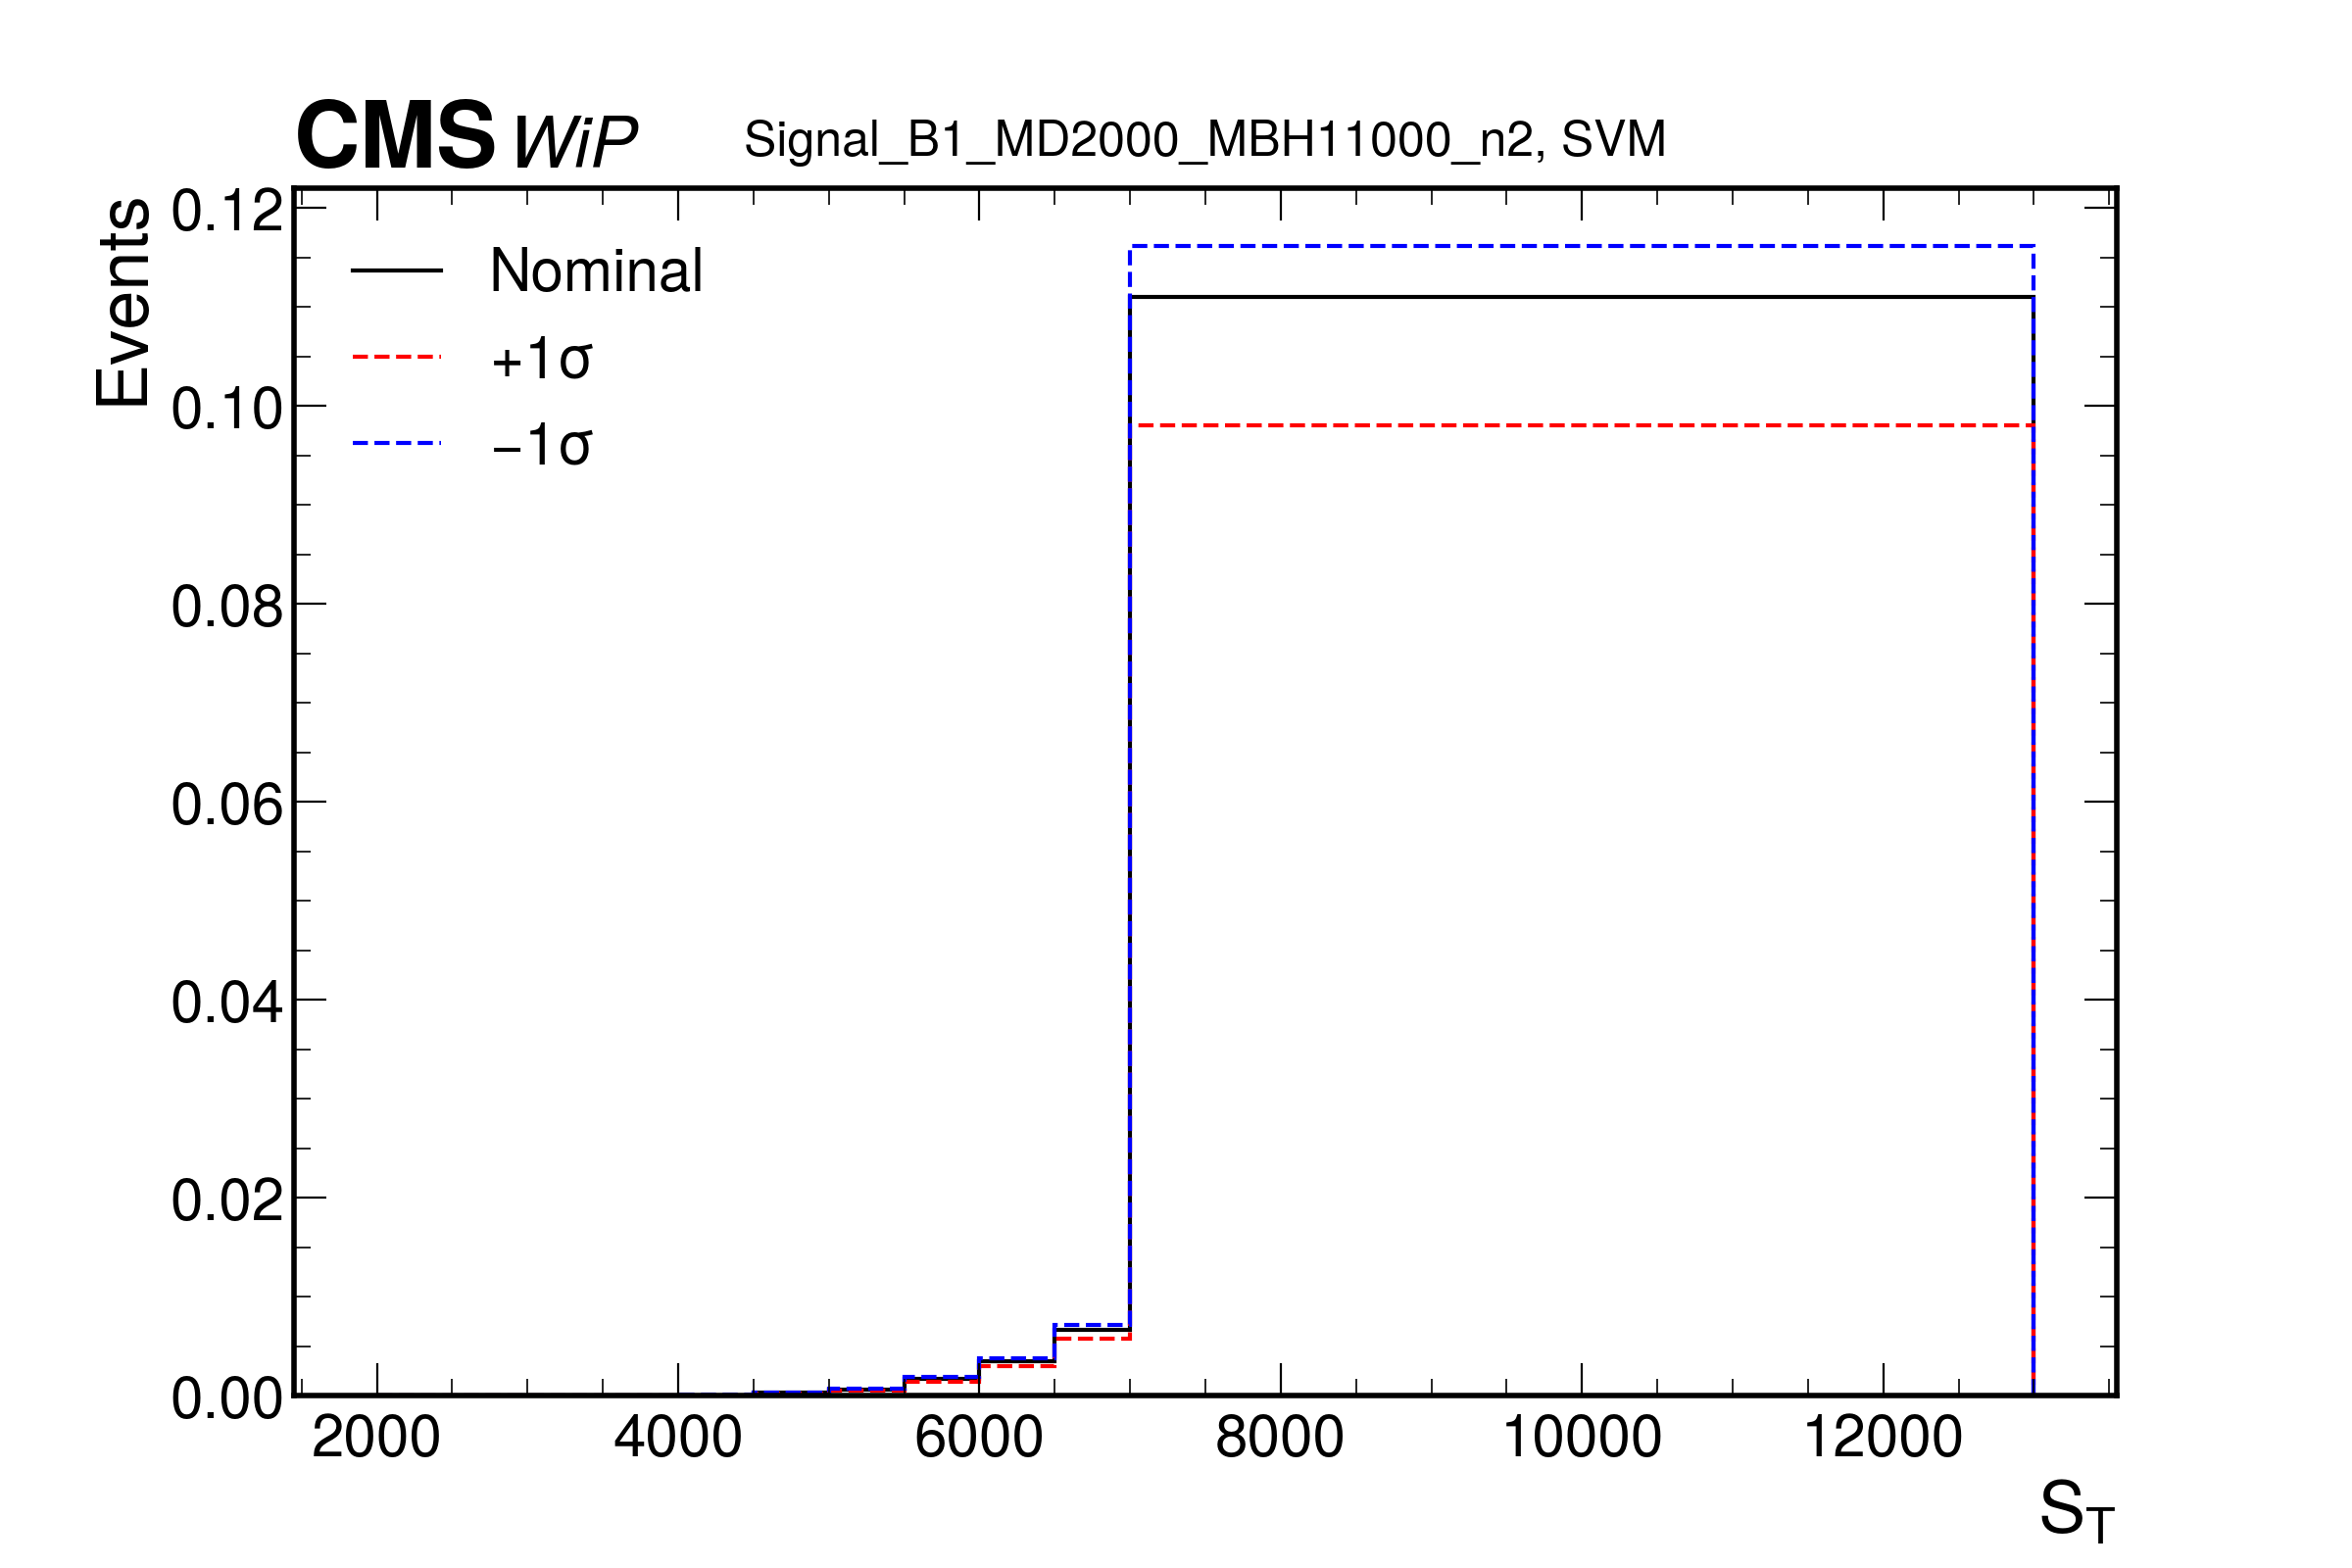 CMS WiP Signal_B1_MD2000_MBH11000_n2, SVM
Events
0.12
0.10
0.08
0.06
0.04
0.02
0.00
Nominal
+1σ
−1σ
2000 4000 6000 8000 10000 12000
S_T